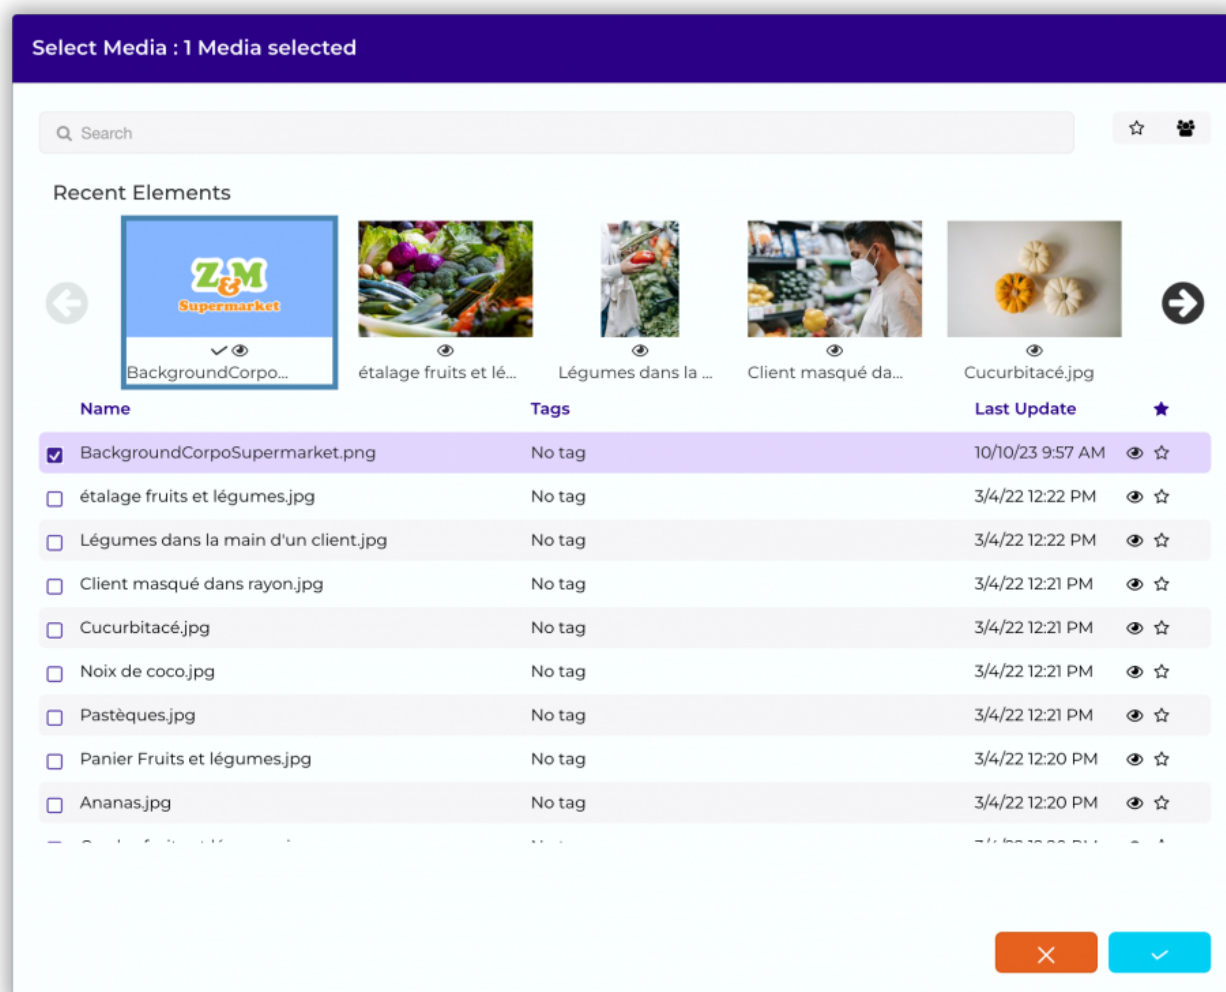 Select Media : 1 Media selected
Search
Recent Elements
Z&M
Supermarket
BackgroundCorpo...
étalage fruits et lé...
Légumes dans la ...
Client masqué da...
Cucurbitacé.jpg
Name Tags Last Update
BackgroundCorpoSupermarket.png No tag 10/10/23 9:57 AM
étalage fruits et légumes.jpg No tag 3/4/22 12:22 PM
Légumes dans la main d'un client.jpg No tag 3/4/22 12:22 PM
Client masqué dans rayon.jpg No tag 3/4/22 12:21 PM
Cucurbitacé.jpg No tag 3/4/22 12:21 PM
Noix de coco.jpg No tag 3/4/22 12:21 PM
Pastèques.jpg No tag 3/4/22 12:21 PM
Panier Fruits et légumes.jpg No tag 3/4/22 12:20 PM
Ananas.jpg No tag 3/4/22 12:20 PM